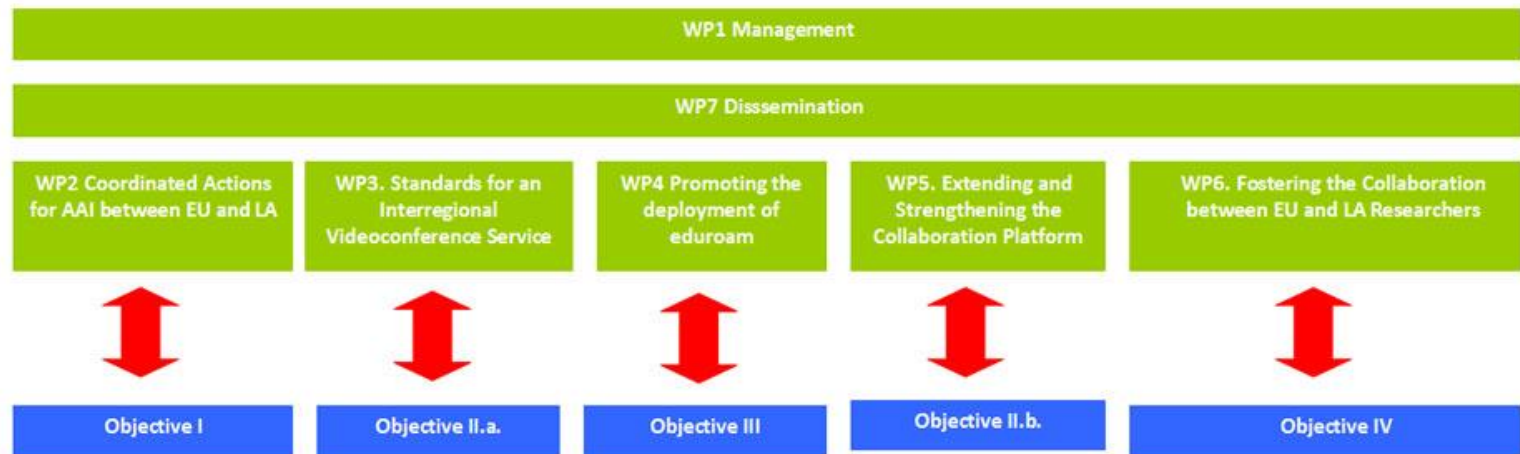 WP1 Management
WP7 Disssemination
WP2 Coordinated Actions
for AAI between EU and LA
WP3. Standards for an
Interregional
Videoconference Service
WP4 Promoting the
deployment of
eduroam
WP5. Extending and
Strengthening the
Collaboration Platform
WP6. Fostering the Collaboration
between EU and LA Researchers
Objective I
Objective II.a.
Objective III
Objective II.b.
Objective IV